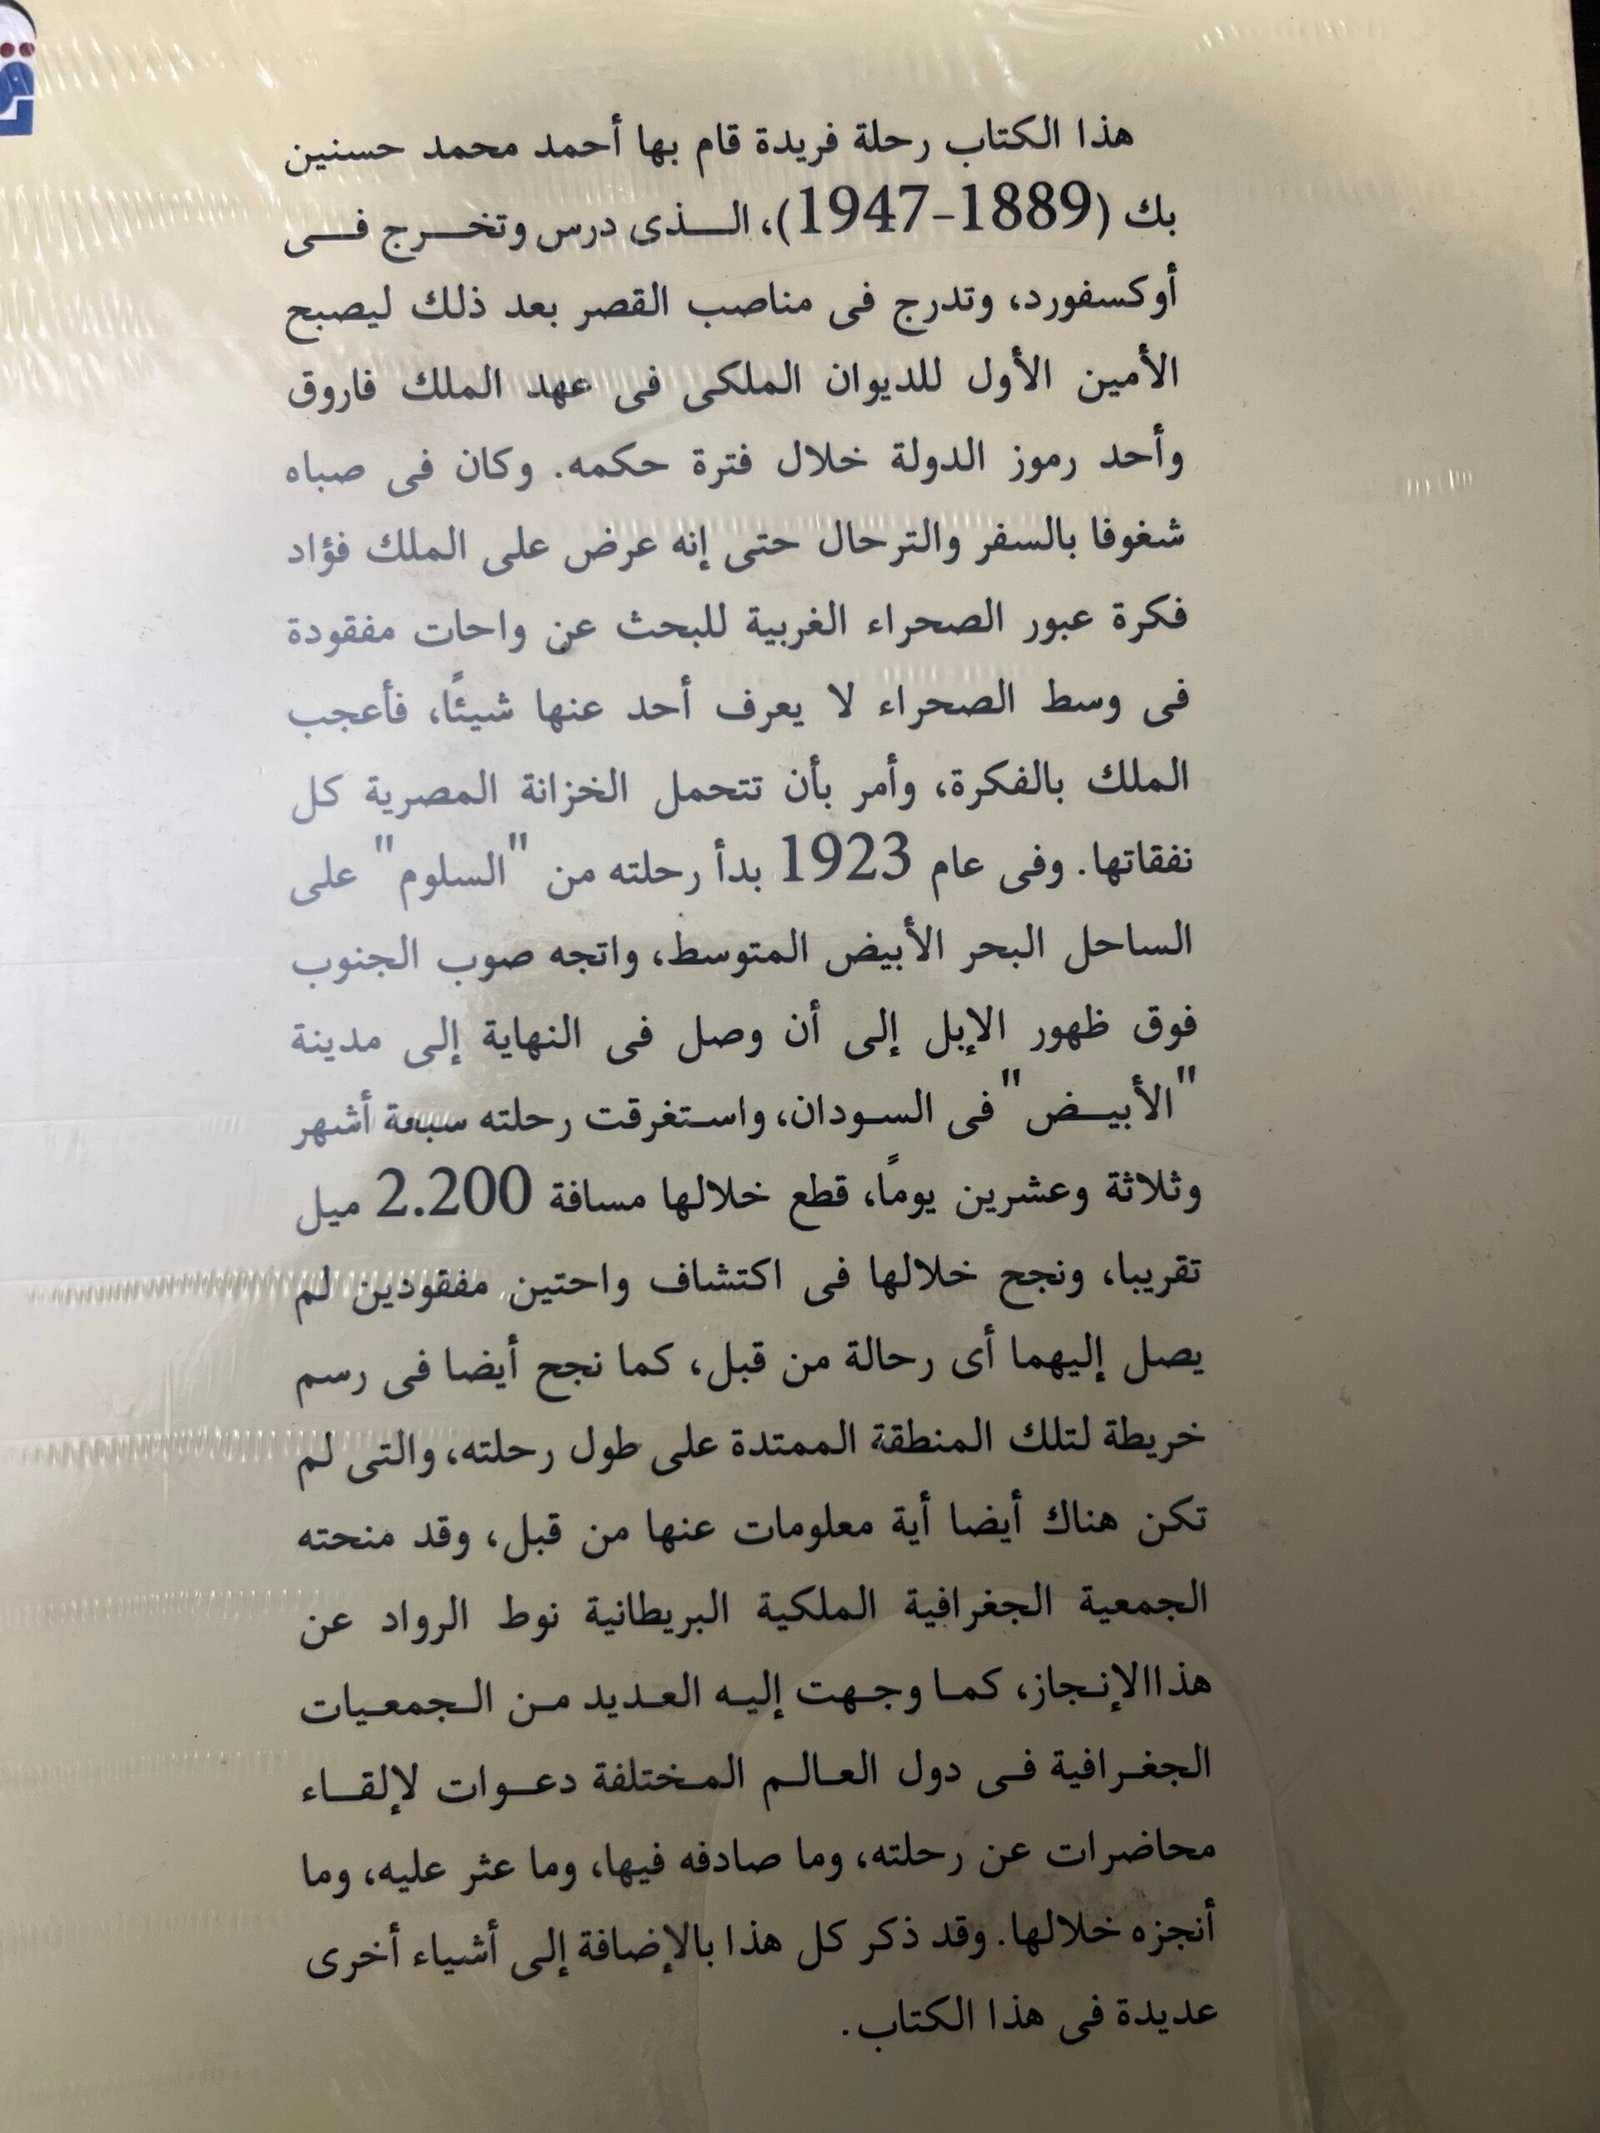 هذا الكتاب رحلة فريدة قام بها أحمد محمد حسنين
بك (1889-1947)، الذى درس وتخرج فى
أوكسفورد، وتدرج فى مناصب القصر بعد ذلك ليصبح
الأمين الأول للديوان الملكى فى عهد الملك فاروق
وأحد رموز الدولة خلال فترة حكمه. وكان فى صباه
شغوفا بالسفر والترحال حتى إنه عرض على الملك فؤاد
فكرة عبور الصحراء الغربية للبحث عن واحات مفقودة
فى وسط الصحراء لا يعرف أحد عنها شيئًا، فأعجب
الملك بالفكرة، وأمر بأن تتحمل الخزانة المصرية كل
نفقاتها. وفى عام 1923 بدأ رحلته من "السلوم" على
الساحل البحر الأبيض المتوسط، واتجه صوب الجنوب
فوق ظهور الإبل إلى أن وصل فى النهاية إلى مدينة
"الأبيض" فى السودان، واستغرقت رحلته سبعة أشهر
وثلاثة وعشرين يومًا، قطع خلالها مسافة 2.200 ميل
تقريبا، ونجح خلالها فى اكتشاف واحتين مفقودين لم
يصل إليهما أى رحالة من قبل، كما نجح أيضا فى رسم
خريطة لتلك المنطقة الممتدة على طول رحلته، والتى لم
تكن هناك أيضا أية معلومات عنها من قبل، وقد منحته
الجمعية الجغرافية الملكية البريطانية نوط الرواد عن
هذاالإنجاز، كما وجهت إليه العديد من الجمعيات
الجغرافية فى دول العالم المختلفة دعوات لإلقاء
محاضرات عن رحلته، وما صادفه فيها، وما عثر عليه، وما
أنجزه خلالها. وقد ذكر كل هذا بالإضافة إلى أشياء أخرى
عديدة فى هذا الكتاب.